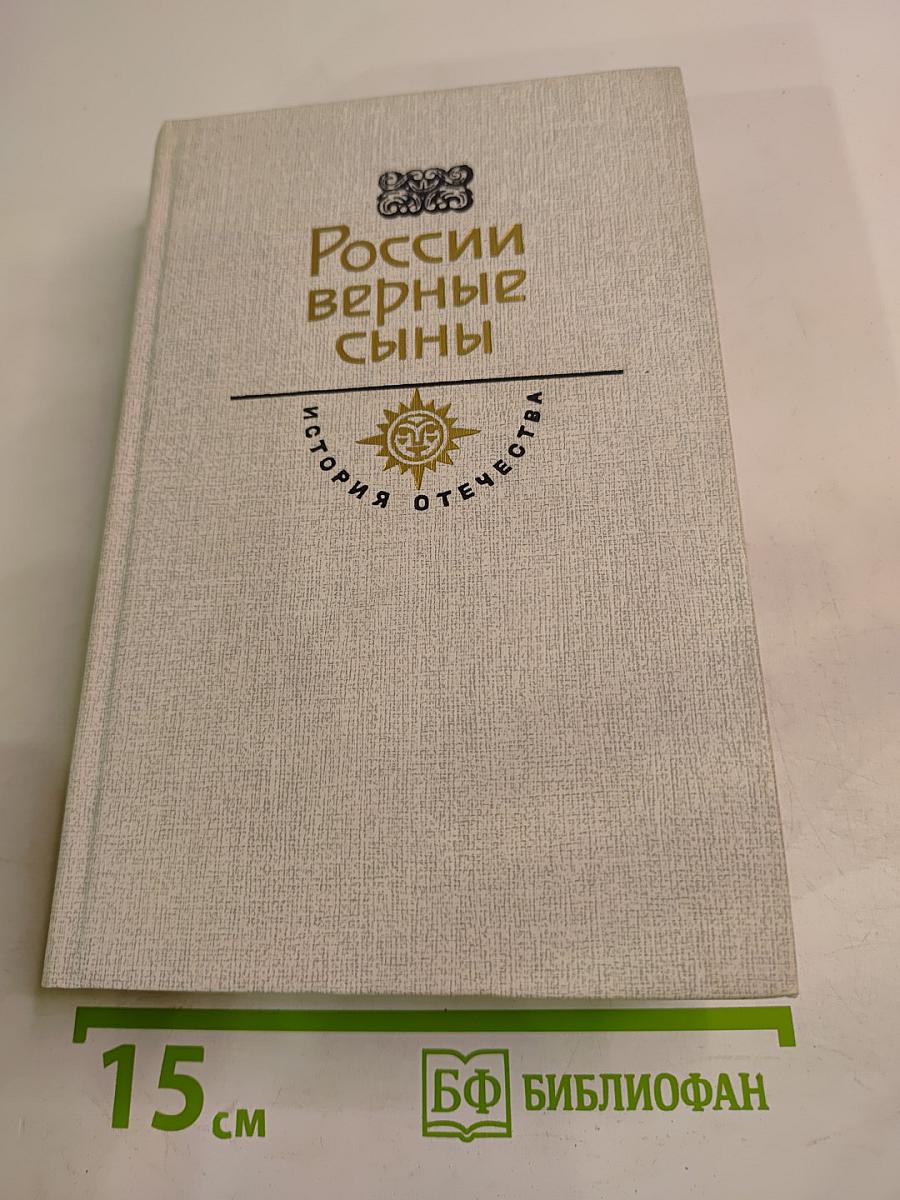 России
верные
сыны
ИСТОРИЯ ОТЕЧЕСТВА
15 см
БФ БИБЛИОФАН